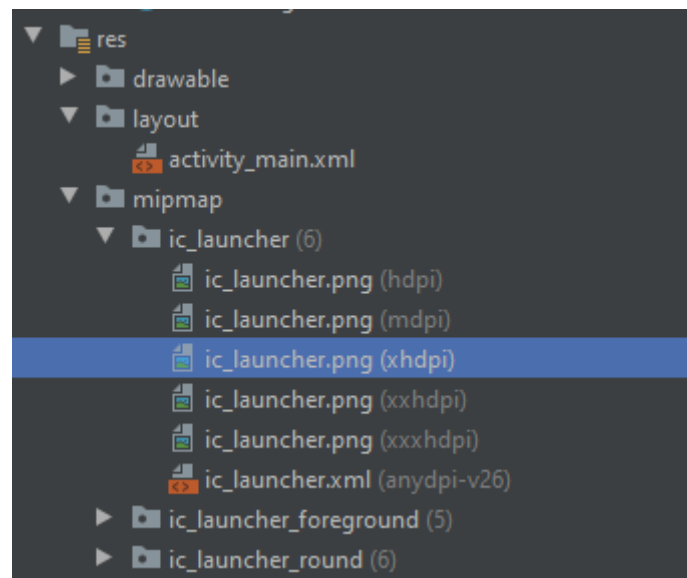 res
drawable
layout
activity_main.xml
mipmap
ic_launcher (6)
ic_launcher.png (hdpi)
ic_launcher.png (mdpi)
ic_launcher.png (xhdpi)
ic_launcher.png (xxhdpi)
ic_launcher.png (xxxhdpi)
ic_launcher.xml (anydpi-v26)
ic_launcher_foreground (5)
ic_launcher_round (6)